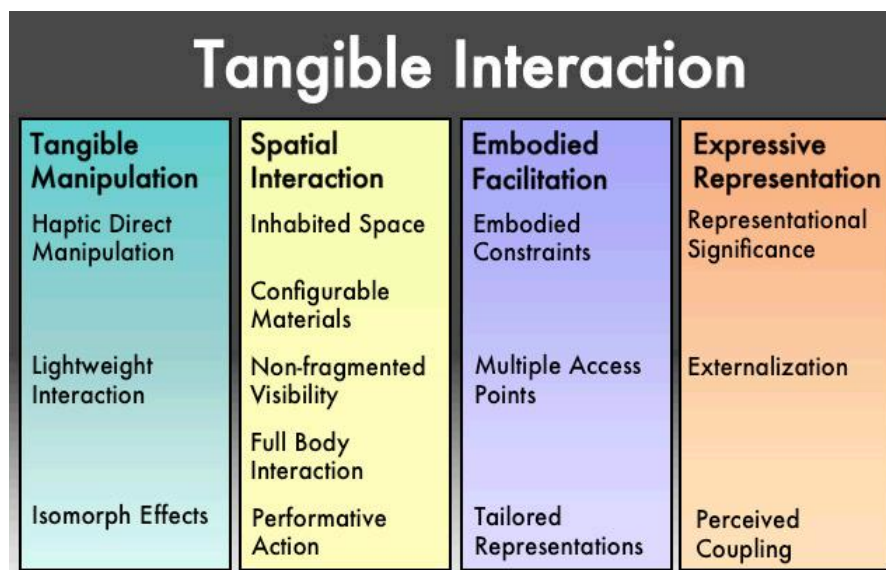 Tangible Interaction
Tangible
Manipulation
Haptic Direct
Manipulation
Lightweight
Interaction
Isomorph Effects
Spatial
Interaction
Inhabited Space
Configurable
Materials
Non-fragmented
Visibility
Full Body
Interaction
Performative
Action
Embodied
Facilitation
Embodied
Constraints
Multiple Access
Points
Tailored
Representations
Expressive
Representation
Representational
Significance
Externalization
Perceived
Coupling